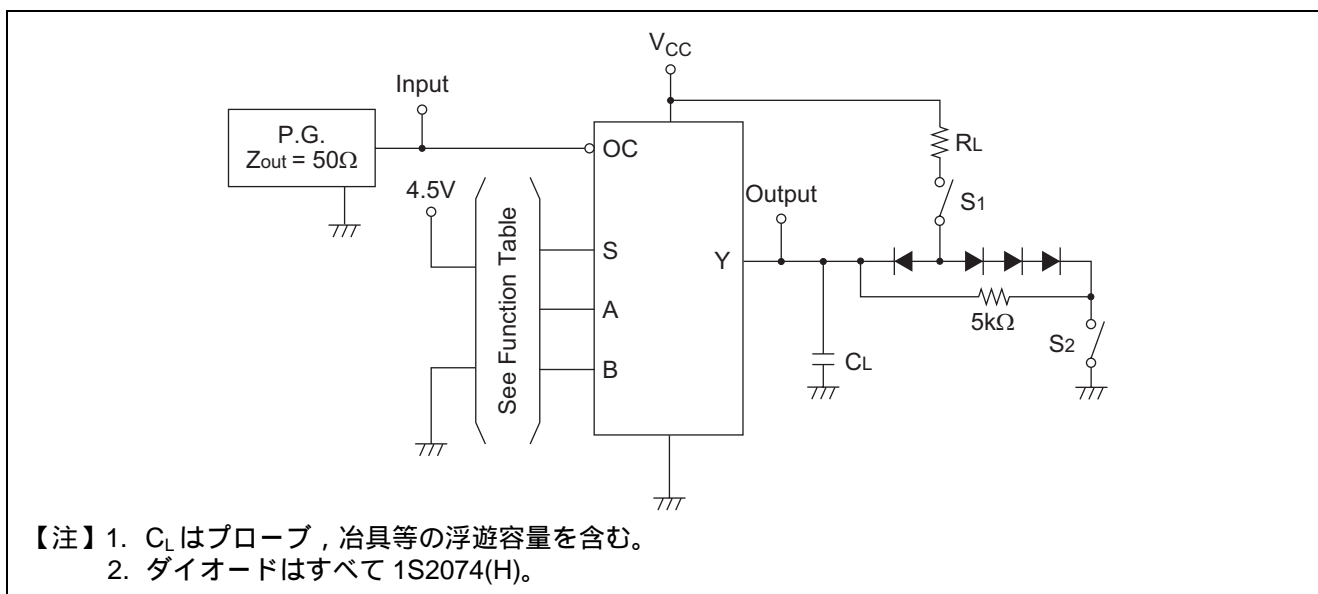 VCC
Input
P.G.
Zout = 50Ω
OC
RL
4.5V
Output
S1
See Function Table
S
Y
A
5kΩ
S2
B
CL
【注】1. CLはプローブ，冶具等の浮遊容量を含む。
2. ダイオードはすべて 1S2074(H)。